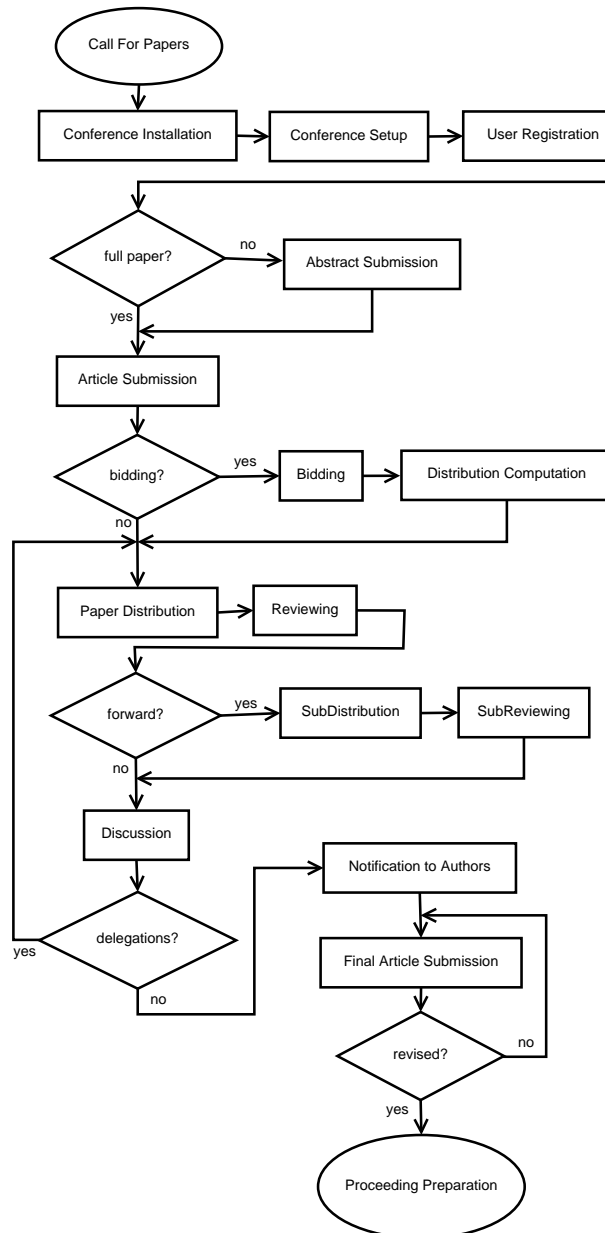 Call For Papers
Conference Installation
Conference Setup
User Registration
full paper?
no
Abstract Submission
yes
Article Submission
bidding?
yes
Bidding
Distribution Computation
no
Paper Distribution
Reviewing
forward?
yes
SubDistribution
SubReviewing
no
Discussion
Notification to Authors
delegations?
yes
no
Final Article Submission
revised?
no
yes
Proceeding Preparation